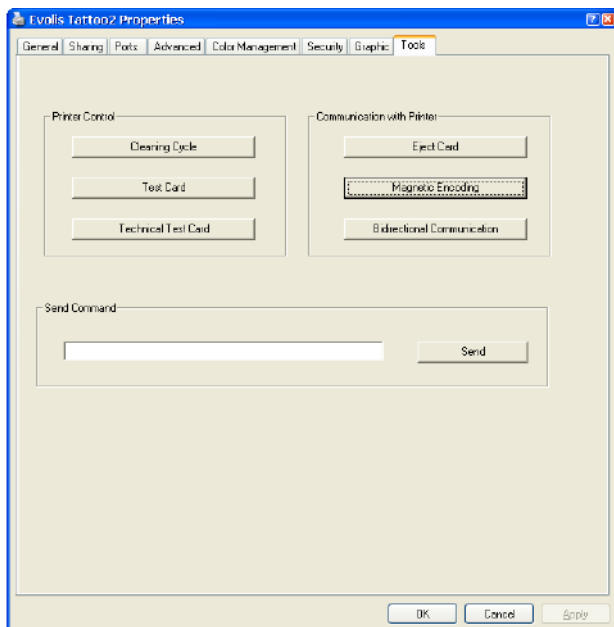 Evolis Tattoo2 Properties
General Sharing Ports Advanced Color Management Security Graphic Tools
Printer Control
Cleaning Cycle
Test Card
Technical Test Card
Communication with Printer
Eject Card
Magnetic Encoding
Bidirectional Communication
Send Command
Send
OK Cancel Apply